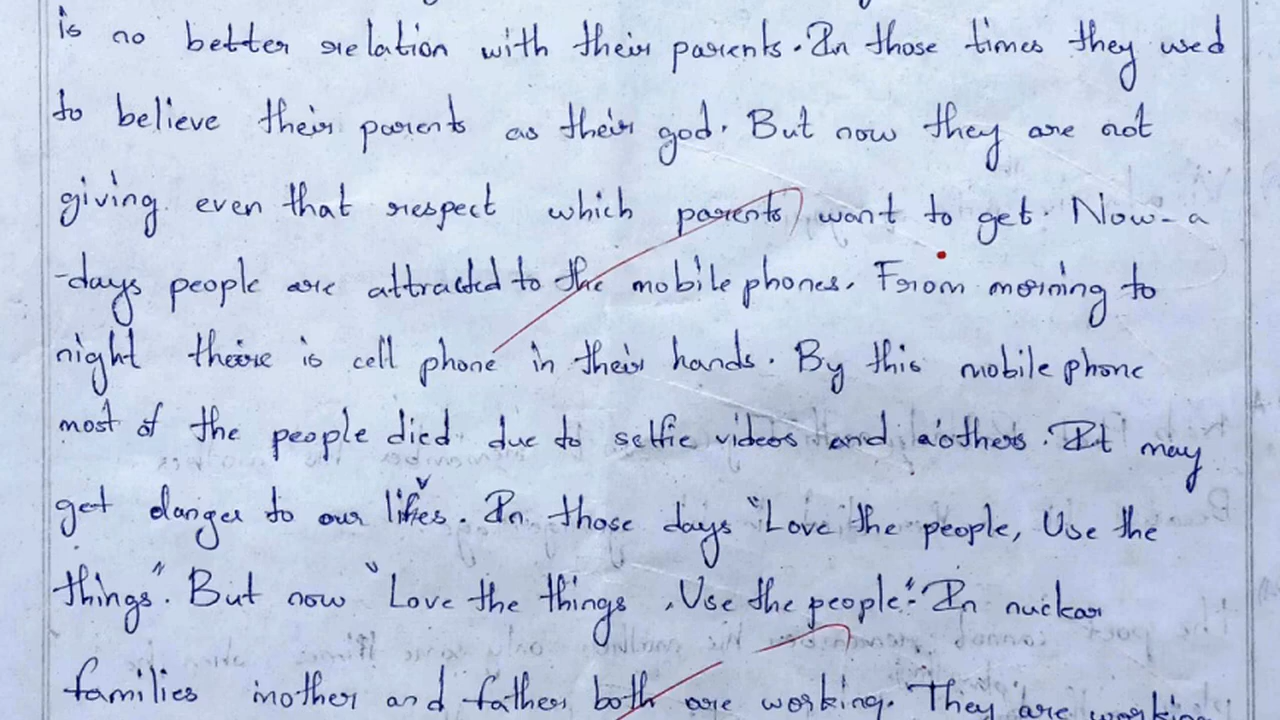 is no better relation with their parents. In those times they used
to believe their parents as their god. But now they are not
giving even that respect which parents want to get. Now-a
-days people are attracted to the mobile phones. From morning to
night there is cell phone in their hands. By this mobile phone
most of the people died due to selfie videos and others. It may
get danger to our lives. In those days "Love the people, Use the
things". But now "Love the things, Use the people". In nuclear
families mother and father both are working. They are working